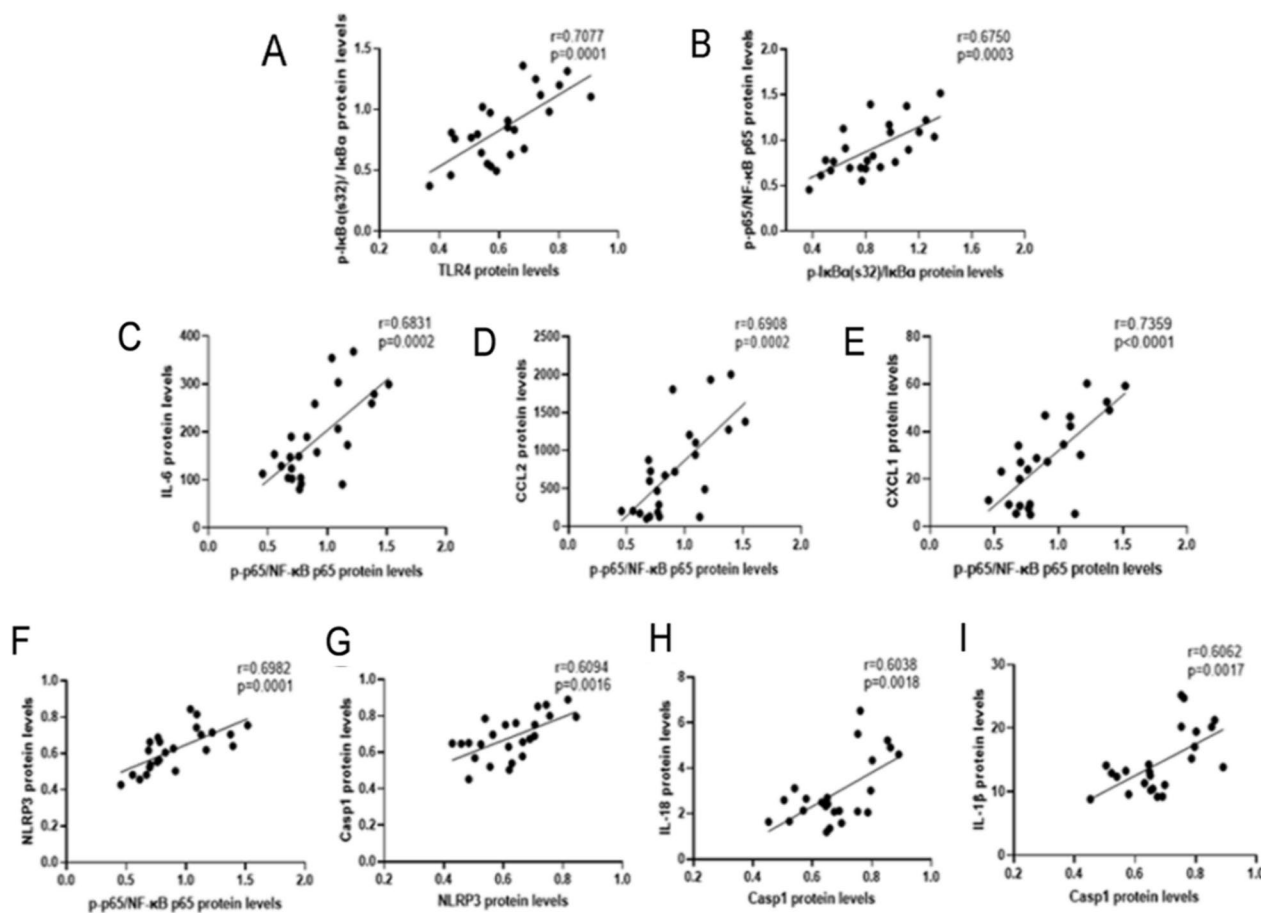 A
r=0.7077
p=0.0001
p-IκBα(s32)/ IκBα protein levels
1.5
1.0
0.5
0.0
0.2 0.4 0.6 0.8 1.0
TLR4 protein levels
B
r=0.6750
p=0.0003
p-p65/NF-κB p65 protein levels
2.0
1.5
1.0
0.5
0.0
0.4 0.8 1.2 1.6 2.0
p-IκBα(s32)/IκBα protein levels
C
r=0.6831
p=0.0002
IL-6 protein levels
400
300
200
100
0
0.0 0.5 1.0 1.5 2.0
p-p65/NF-κB p65 protein levels
D
r=0.6908
p=0.0002
CCL2 protein levels
2500
2000
1500
1000
500
0
0.0 0.5 1.0 1.5 2.0
p-p65/NF-κB p65 protein levels
E
r=0.7359
p<0.0001
CXCL1 protein levels
80
60
40
20
0
0.0 0.5 1.0 1.5 2.0
p-p65/NF-κB p65 protein levels
F
r=0.6982
p=0.0001
NLRP3 protein levels
1.0
0.8
0.6
0.4
0.2
0.0
0.0 0.5 1.0 1.5 2.0
p-p65/NF-κB p65 protein levels
G
r=0.6094
p=0.0016
Casp1 protein levels
1.0
0.8
0.6
0.4
0.2
0.0
0.0 0.2 0.4 0.6 0.8 1.0
NLRP3 protein levels
H
r=0.6038
p=0.0018
IL-18 protein levels
8
6
4
2
0
0.2 0.4 0.6 0.8 1.0
Casp1 protein levels
I
r=0.6062
p=0.0017
IL-1β protein levels
30
20
10
0
0.2 0.4 0.6 0.8 1.0
Casp1 protein levels